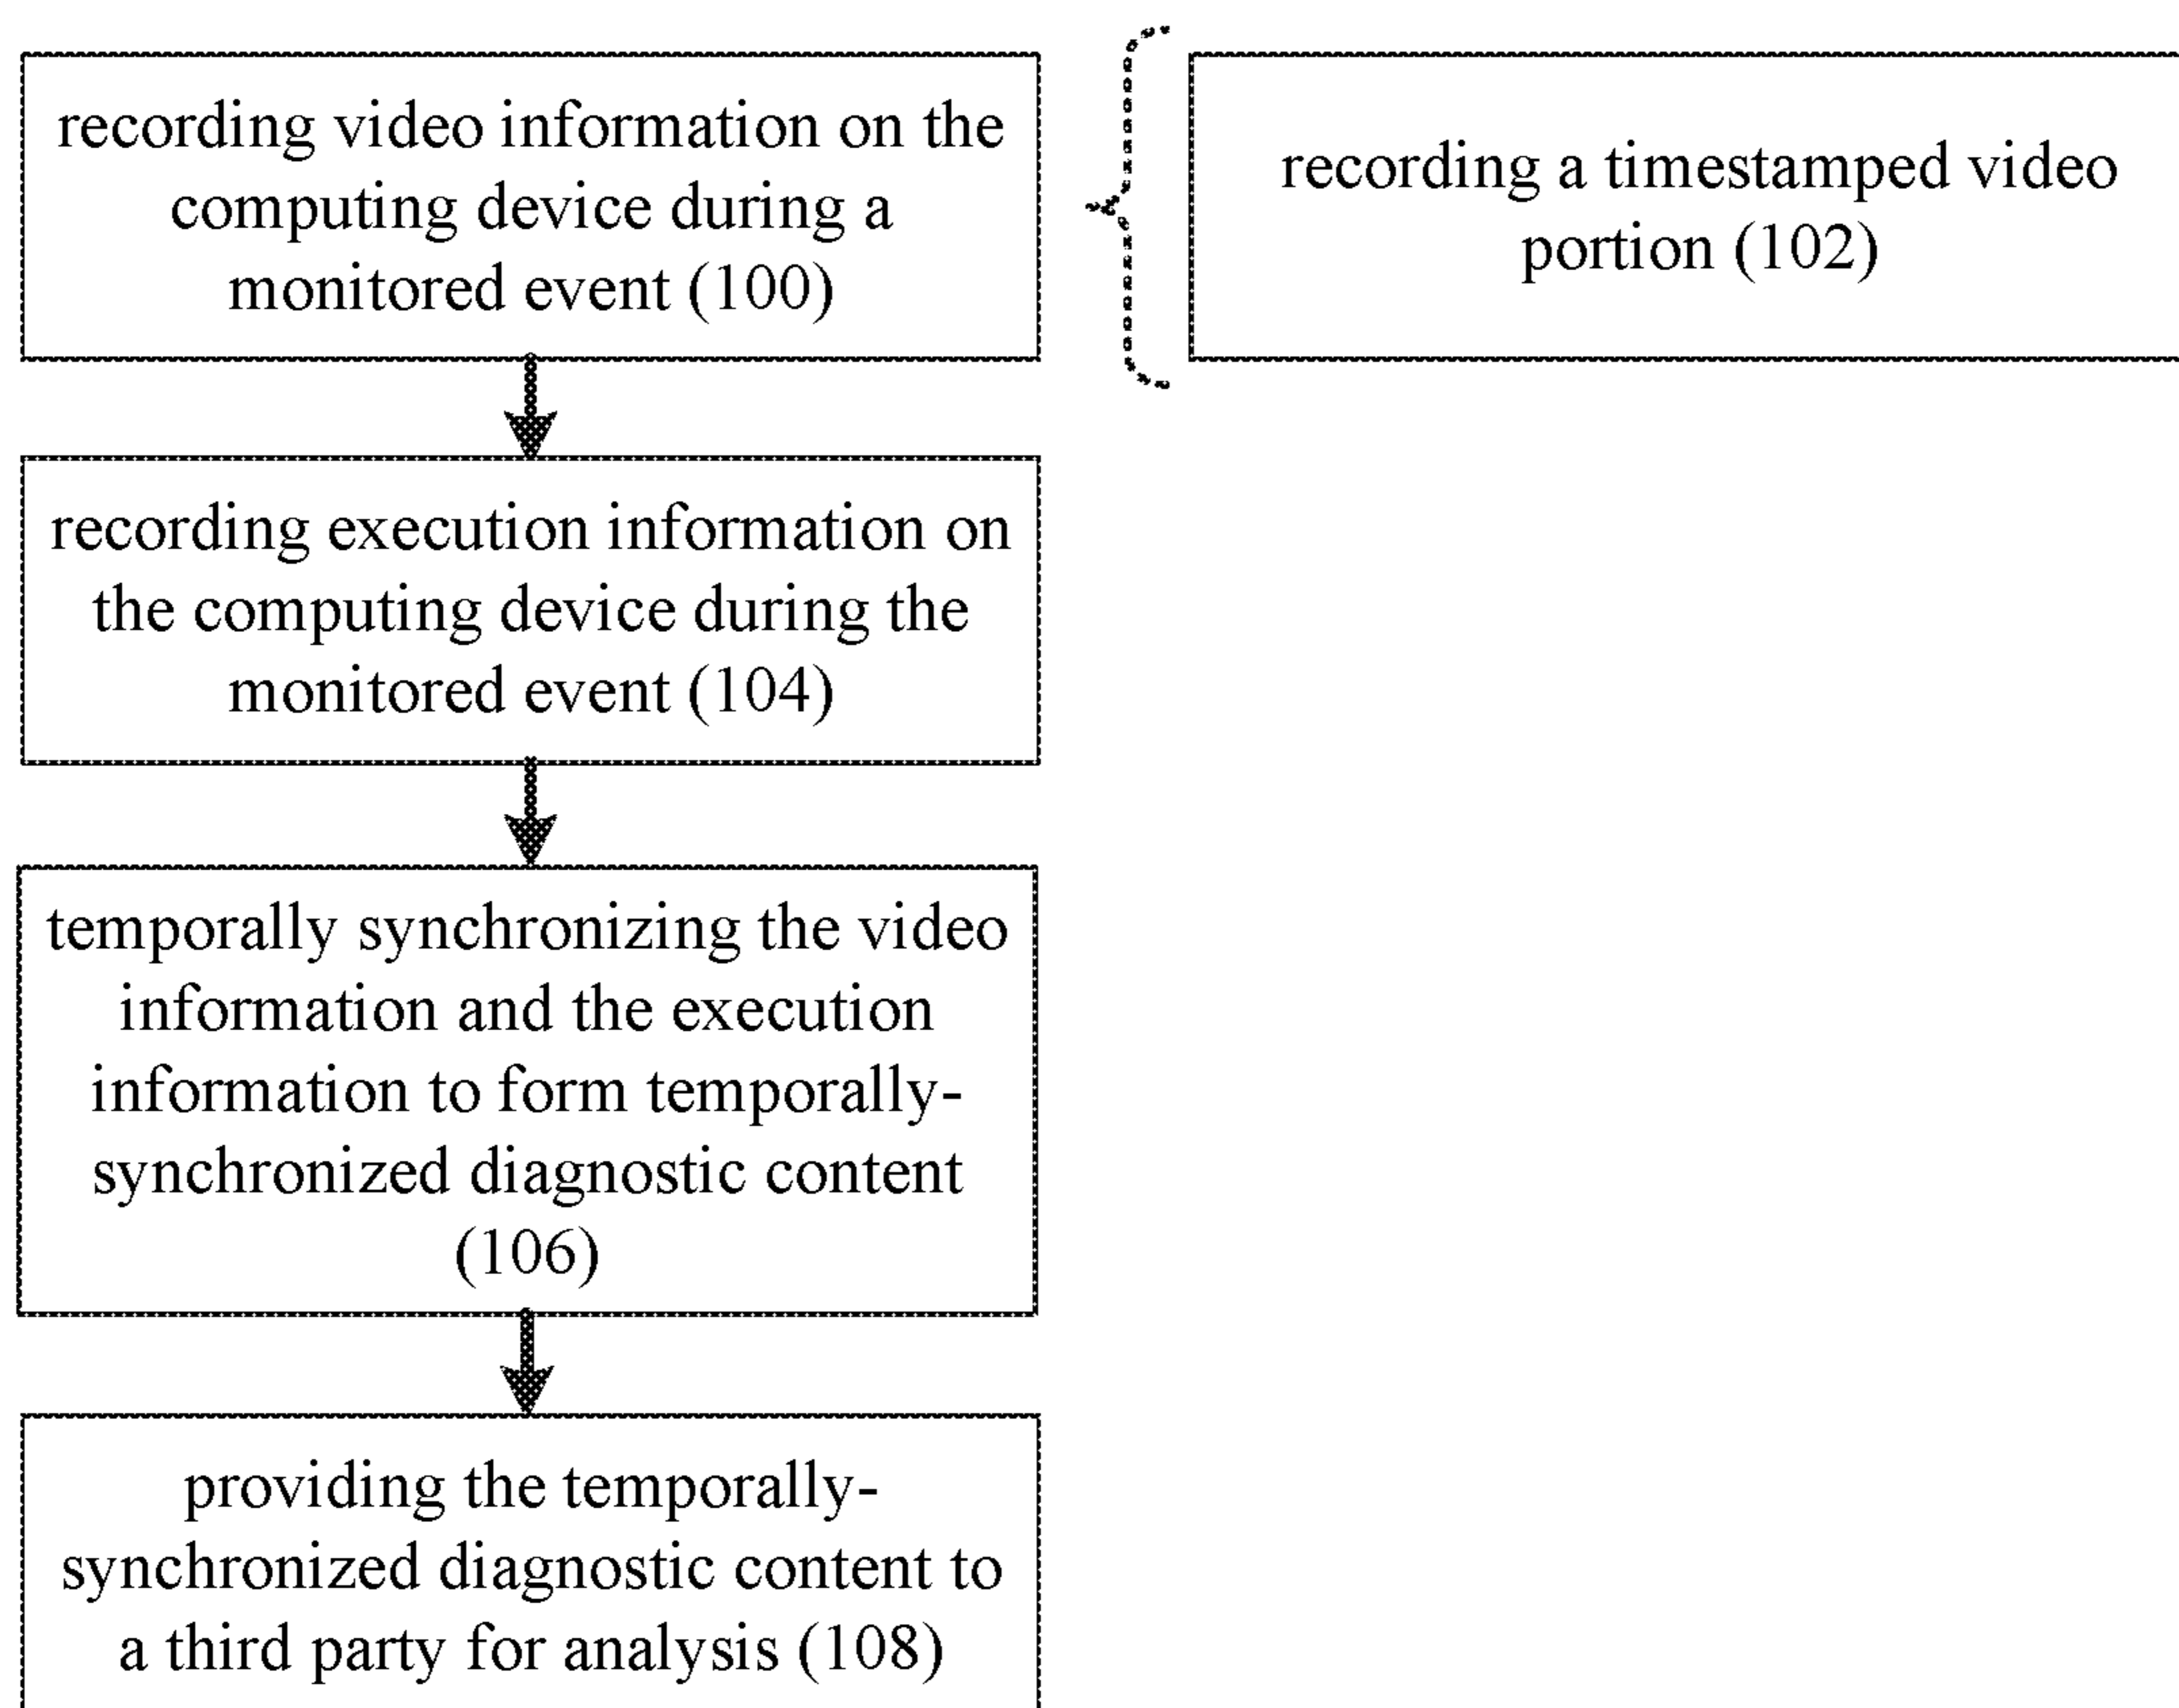 recording video information on the
computing device during a
monitored event (100)
recording a timestamped video
portion (102)
recording execution information on
the computing device during the
monitored event (104)
temporally synchronizing the video
information and the execution
information to form temporally-
synchronized diagnostic content
(106)
providing the temporally-
synchronized diagnostic content to
a third party for analysis (108)